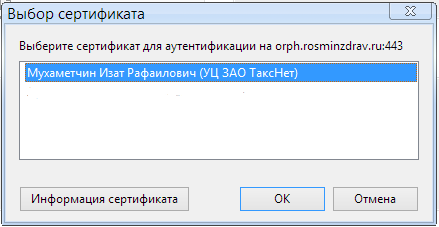 Выбор сертификата
Выберите сертификат для аутентификации на orph.rosminzdrav.ru:443
Мухаметчин Изат Рафаилович (УЦ ЗАО ТаксНет)
Информация сертификата
ОК
Отмена